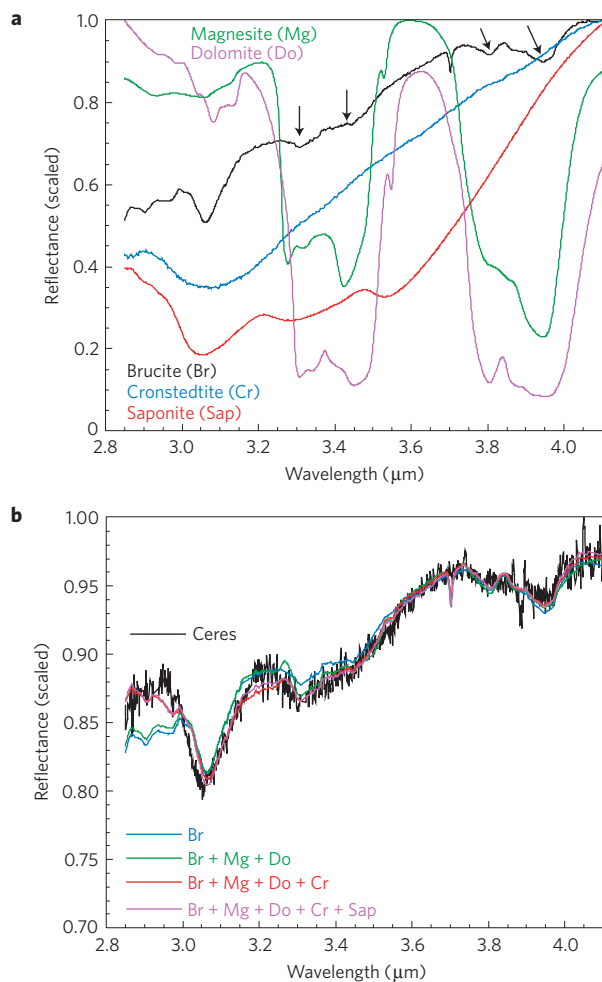 a
Magnesite (Mg)
Dolomite (Do)
1.0
0.8
0.6
0.4
0.2
0
Reflectance (scaled)
Brucite (Br)
Cronstedtite (Cr)
Saponite (Sap)
2.8 3.0 3.2 3.4 3.6 3.8 4.0
Wavelength (μm)
b
1.00
0.95
0.90
0.85
0.80
0.75
0.70
Reflectance (scaled)
Ceres
Br
Br + Mg + Do
Br + Mg + Do + Cr
Br + Mg + Do + Cr + Sap
2.8 3.0 3.2 3.4 3.6 3.8 4.0
Wavelength (μm)